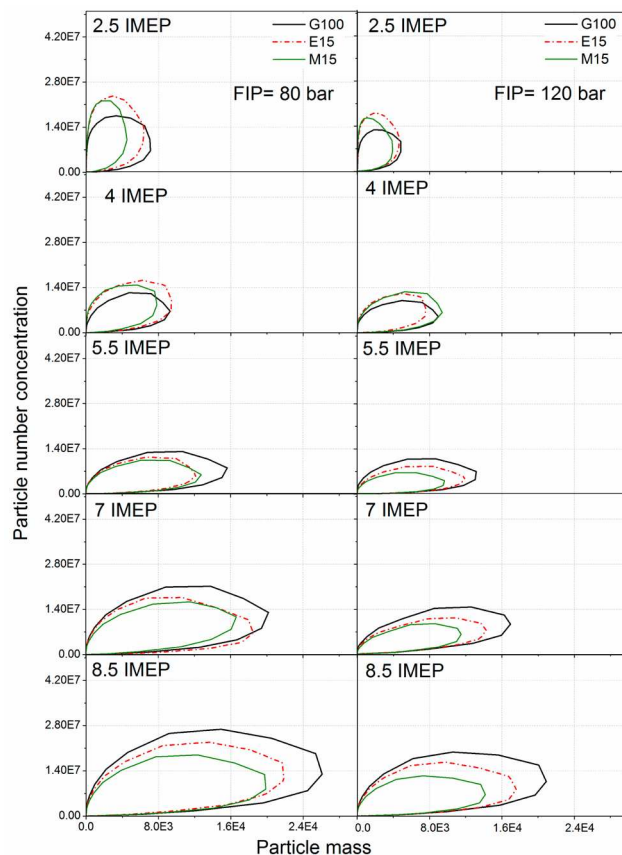 2.5 IMEP
G100
E15
M15
FIP= 80 bar
2.5 IMEP
G100
E15
M15
FIP= 120 bar
4.20E7
2.80E7
1.40E7
0.00
4 IMEP
4 IMEP
4.20E7
2.80E7
1.40E7
0.00
5.5 IMEP
5.5 IMEP
4.20E7
2.80E7
1.40E7
0.00
7 IMEP
7 IMEP
4.20E7
2.80E7
1.40E7
0.00
8.5 IMEP
8.5 IMEP
4.20E7
2.80E7
1.40E7
0.00
0.0 8.0E3 1.6E4 2.4E4 0.0 8.0E3 1.6E4 2.4E4
Particle number concentration
Particle mass